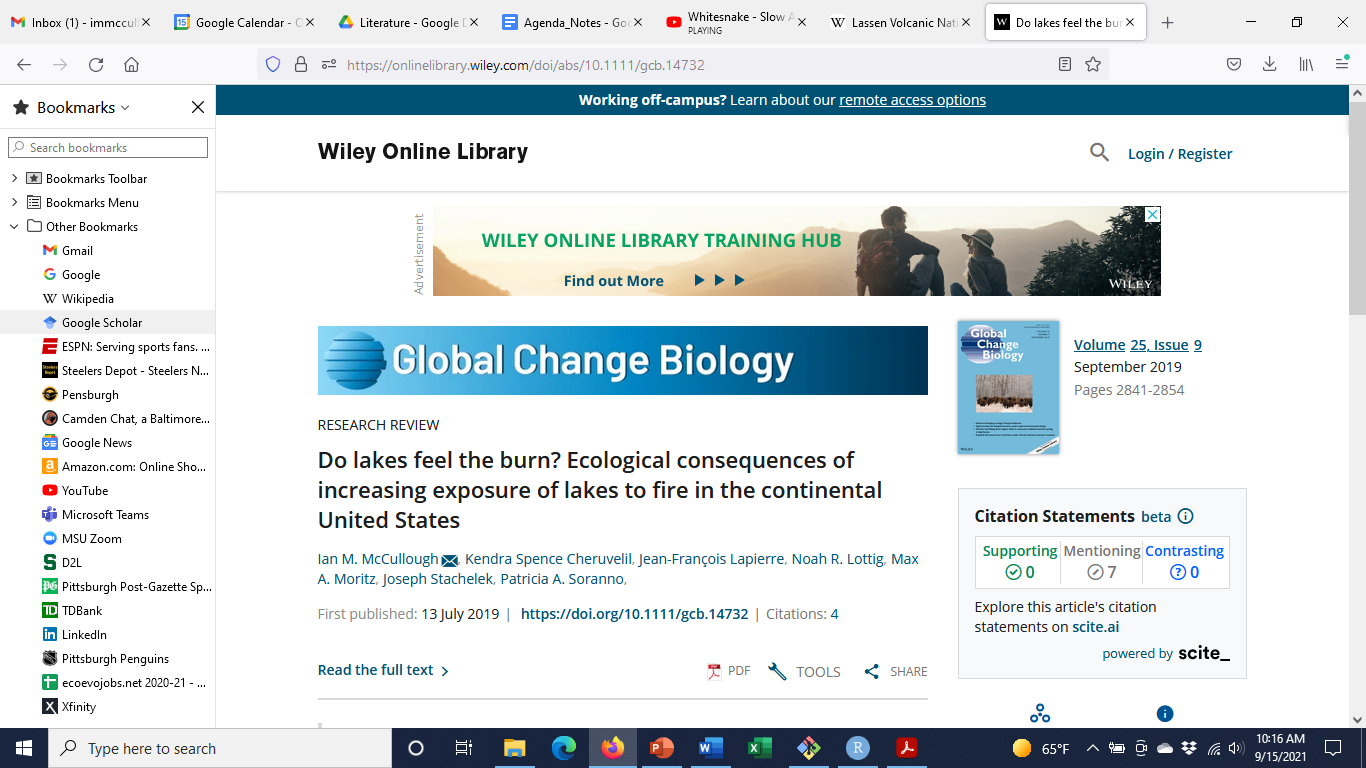 Inbox (1) - immccull
Google Calendar - O
Literature - Google D
Agenda_Notes - Goo
Whitesnake - Slow A
PLAYING
Lassen Volcanic Nati
Do lakes feel the bur
https://onlinelibrary.wiley.com/doi/abs/10.1111/gcb.14732
Bookmarks
Search bookmarks
Bookmarks Toolbar
Bookmarks Menu
Other Bookmarks
Gmail
Google
Wikipedia
Google Scholar
ESPN: Serving sports fans. ...
Steelers Depot - Steelers N...
Pensburgh
Camden Chat, a Baltimore...
Google News
Amazon.com: Online Sho...
YouTube
Microsoft Teams
MSU Zoom
D2L
Pittsburgh Post-Gazette Sp...
TDBank
LinkedIn
Pittsburgh Penguins
ecoevojobs.net 2020-21 - ...
Xfinity
Working off-campus? Learn about our remote access options
Wiley Online Library
Login / Register
Advertisement
WILEY ONLINE LIBRARY TRAINING HUB
Find out More
WILEY
Global Change Biology
Global
Change
Biology
WILEY
Volume 25, Issue 9
September 2019
Pages 2841-2854
RESEARCH REVIEW
Do lakes feel the burn? Ecological consequences of
increasing exposure of lakes to fire in the continental
United States
Ian M. McCullough, Kendra Spence Cheruvelil, Jean-François Lapierre, Noah R. Lottig, Max
A. Moritz, Joseph Stachelek, Patricia A. Soranno,
First published: 13 July 2019 | https://doi.org/10.1111/gcb.14732 | Citations: 4
Read the full text
PDF
TOOLS
SHARE
Citation Statements beta
Supporting
0
Mentioning
7
Contrasting
0
Explore this article's citation
statements on scite.ai
powered by scite_
Type here to search
65°F
10:16 AM
9/15/2021